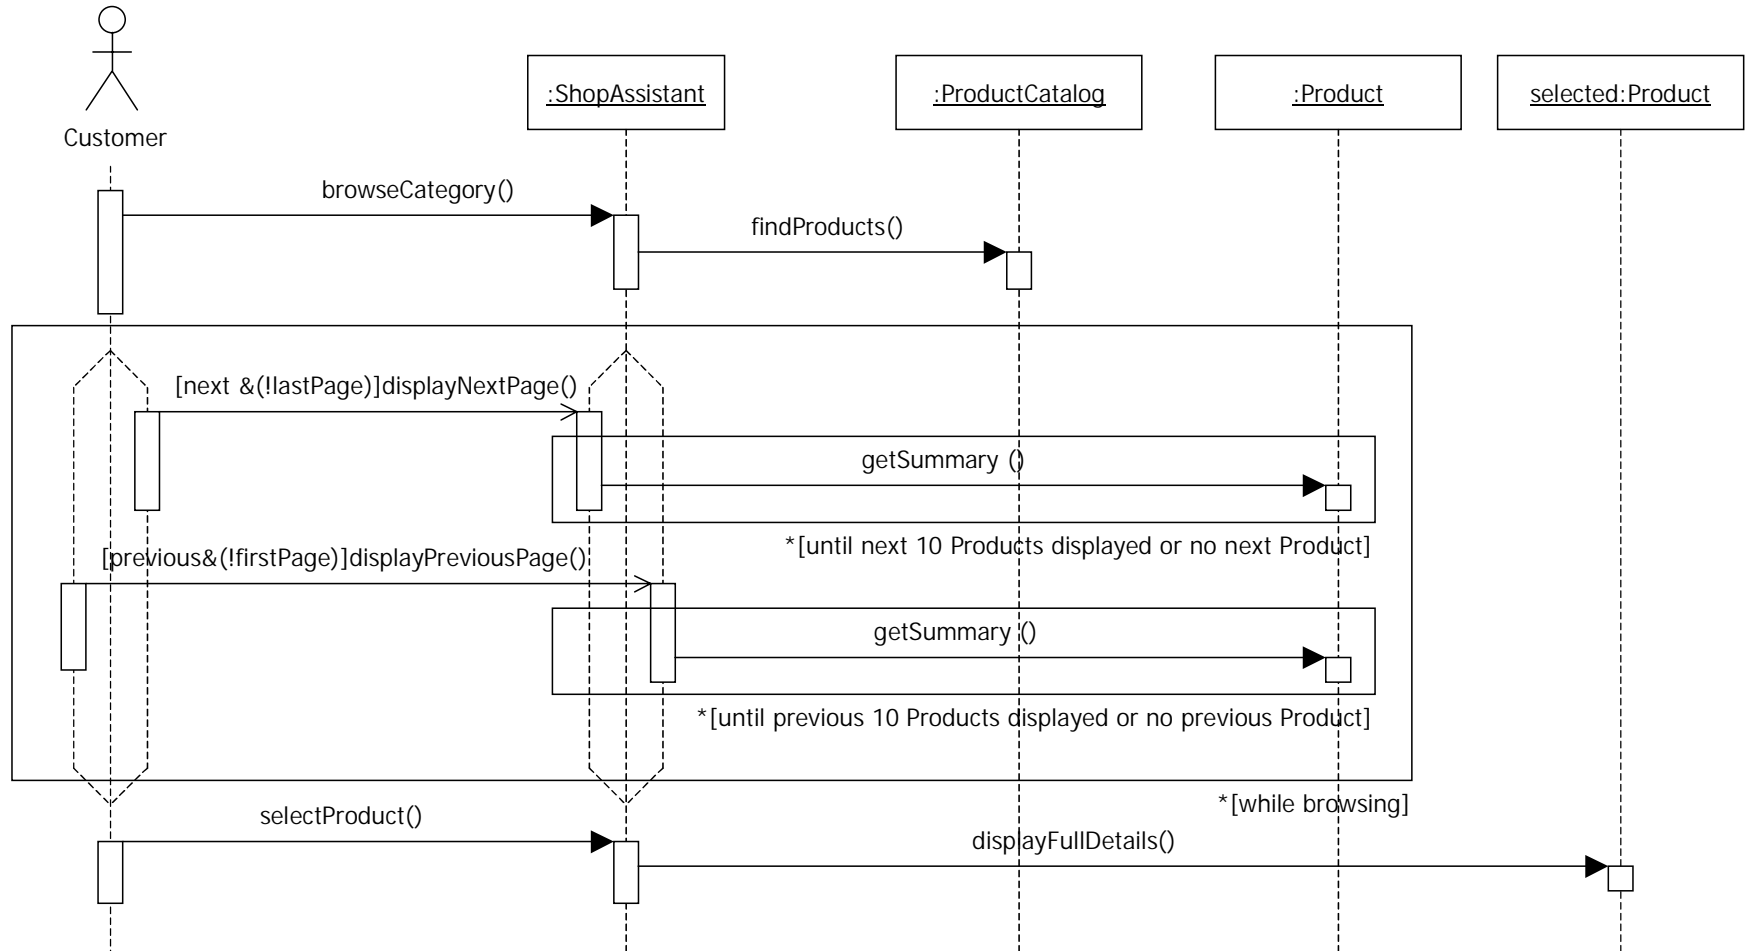 :ShopAssistant
:ProductCatalog
:Product
selected:Product
Customer
browseCategory()
findProducts()
[next &(!lastPage)]displayNextPage()
getSummary ()
*[until next 10 Products displayed or no next Product]
[previous&(!firstPage)]displayPreviousPage()
getSummary ()
*[until previous 10 Products displayed or no previous Product]
*[while browsing]
selectProduct()
displayFullDetails()